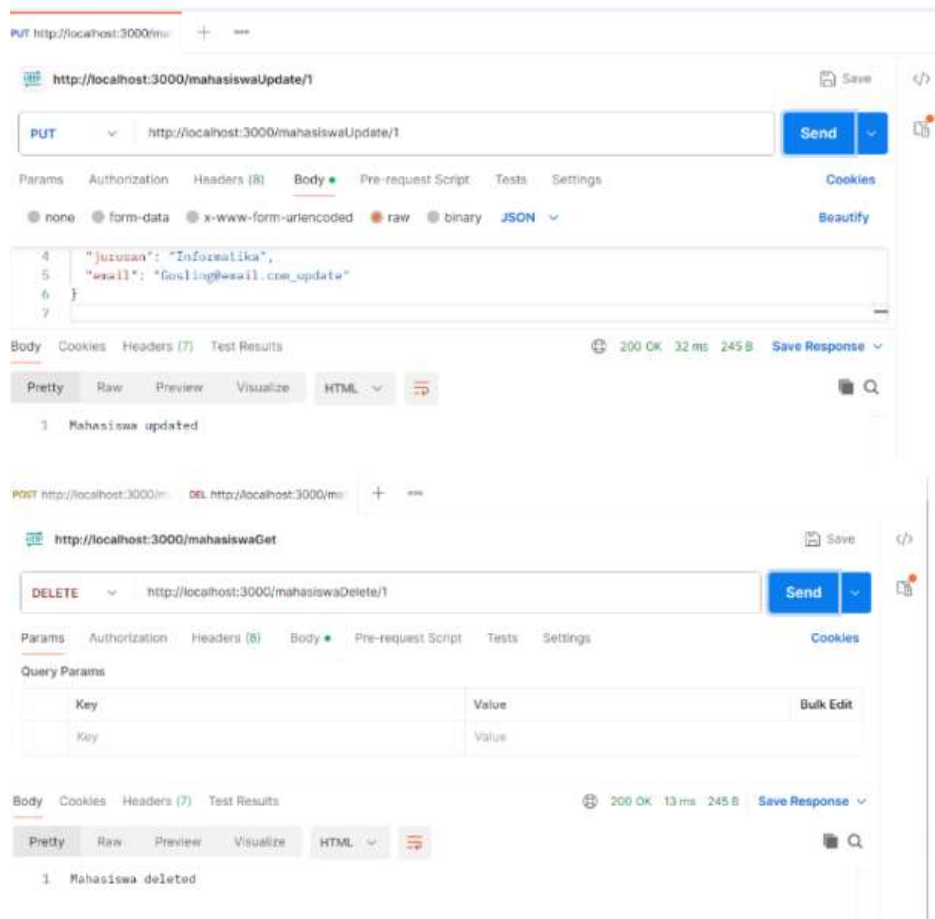 PUT http://localhost:3000/ma
http://localhost:3000/mahasiswaUpdate/1
Save
PUT http://localhost:3000/mahasiswaUpdate/1
Send
Params Authorization Headers (8) Body Pre-request Script Tests Settings
Cookies
none form-data x-www-form-urlencoded raw binary JSON
Beautify
4 "jurusan": "Informatika",
5 "email": "Gosling@email.com_update"
6 }
7
Body Cookies Headers (7) Test Results
200 OK 32 ms 245 B Save Response
Pretty Raw Preview Visualize HTML
1 Mahasiswa updated
POST http://localhost:3000/m DEL http://localhost:3000/ma
http://localhost:3000/mahasiswaGet
Save
DELETE http://localhost:3000/mahasiswaDelete/1
Send
Params Authorization Headers (8) Body Pre-request Script Tests Settings
Cookies
Query Params
Key Value Bulk Edit
Key Value
Body Cookies Headers (7) Test Results
200 OK 13 ms 245 B Save Response
Pretty Raw Preview Visualize HTML
1 Mahasiswa deleted